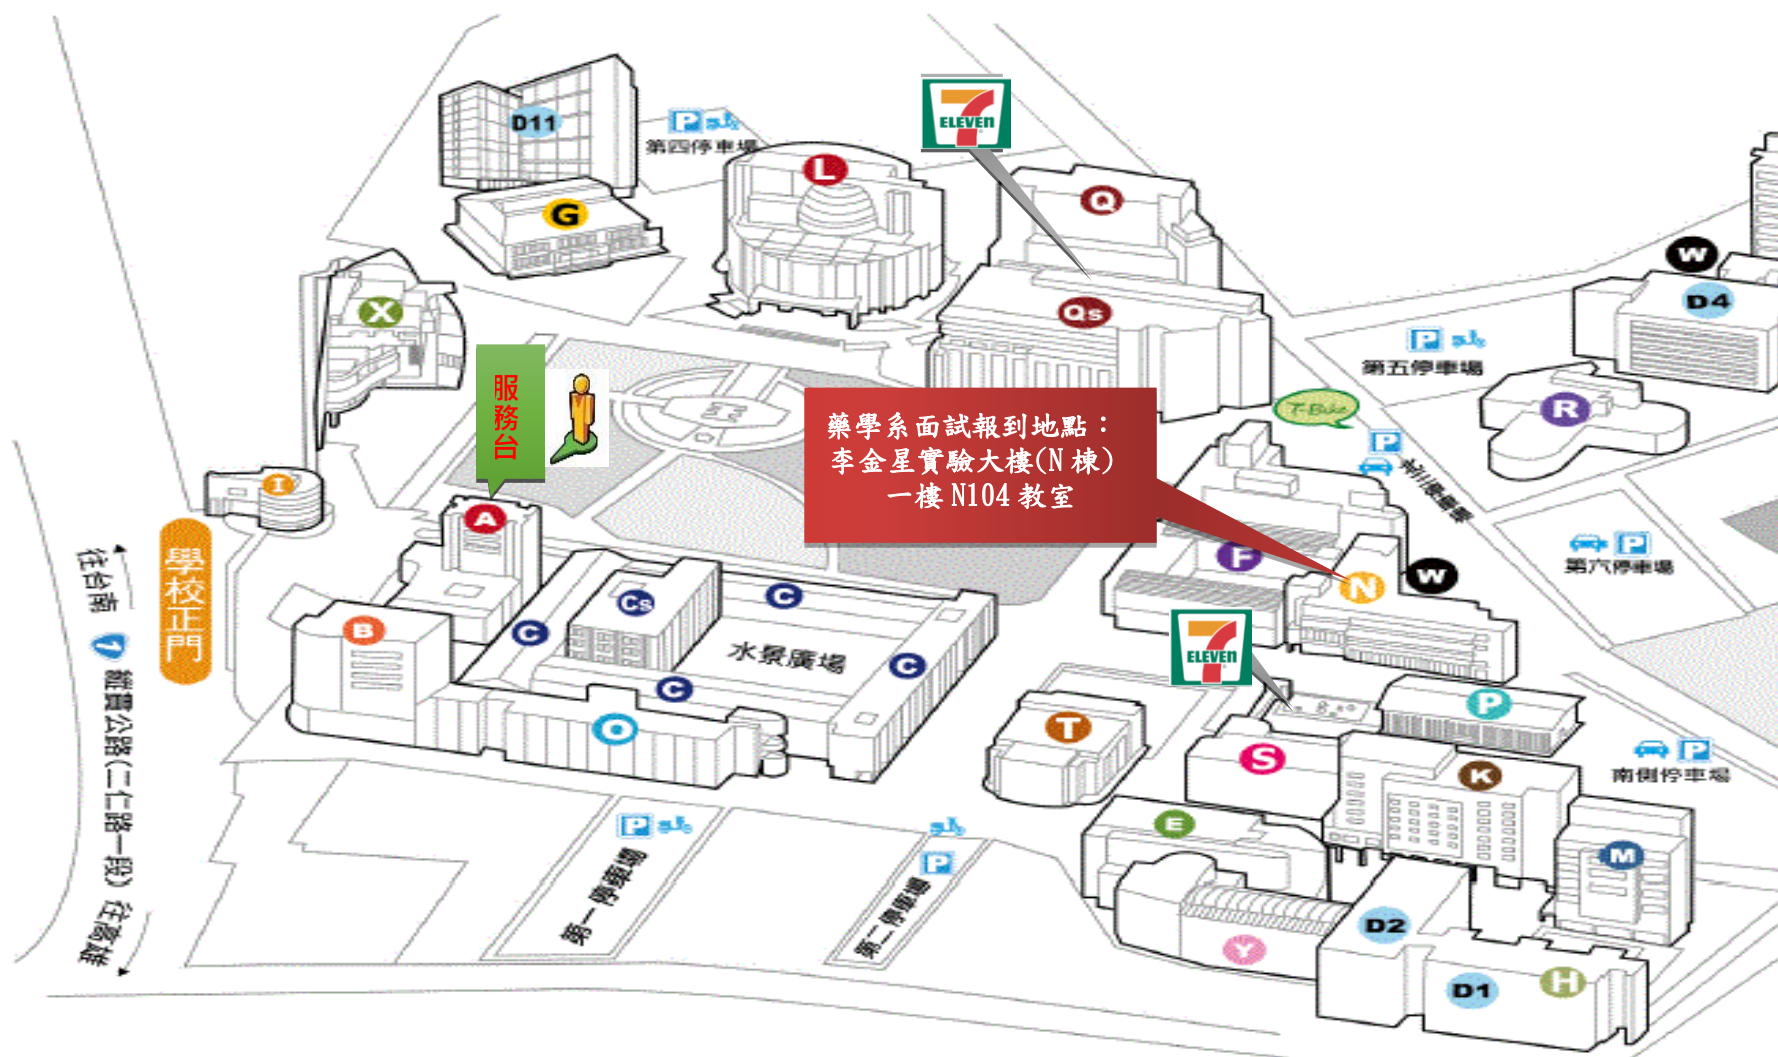 7
ELEVEN
D11
P
第四停車場
L
Q
G
W
X
Qs
D4
P
第五停車場
服務台
藥學系面試報到地點：
李金星實驗大樓(N棟)
一樓 N104 教室
T-Bike
R
P
I
A
學校正門
往台南
1
縱貫公路(二仁路一段)
往高雄
F
N
W
P
第六停車場
B
Cs
C
C
C
C
水景廣場
O
7
ELEVEN
T
P
S
K
P
南側停車場
P
第一停車場
P
第二停車場
E
M
Y
D2
D1
H